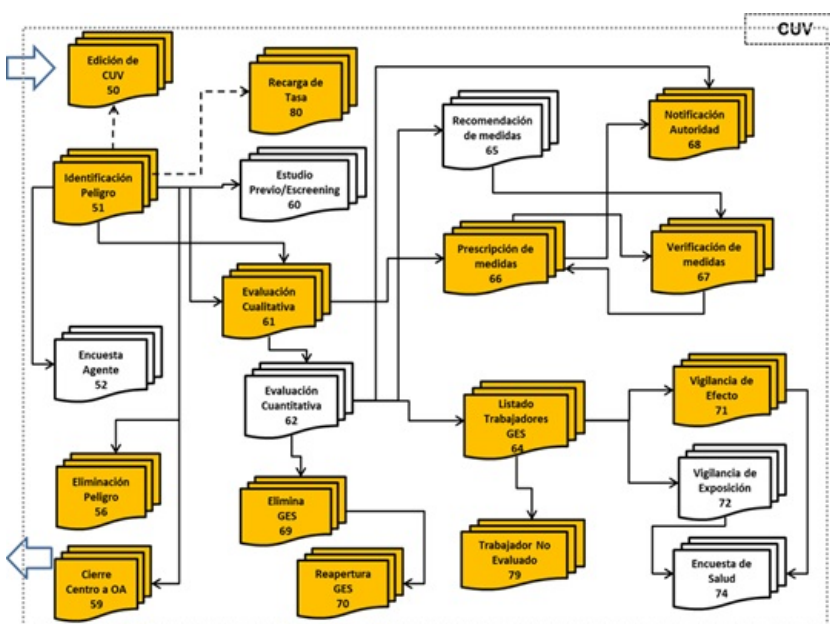 CUV
Edición de
CUV
50
Recarga de
Tasa
80
Recomendación
de medidas
65
Notificación
Autoridad
68
Identificación
Peligro
51
Estudio
Previo/Escreening
60
Prescripción de
medidas
66
Verificación de
medidas
67
Evaluación
Cualitativa
61
Encuesta
Agente
52
Evaluación
Cuantitativa
62
Listado
Trabajadores
GES
64
Vigilancia de
Efecto
71
Vigilancia de
Exposición
72
Eliminación
Peligro
56
Elimina
GES
69
Trabajador No
Evaluado
79
Encuesta de
Salud
74
Cierre
Centro a OA
59
Reapertura
GES
70